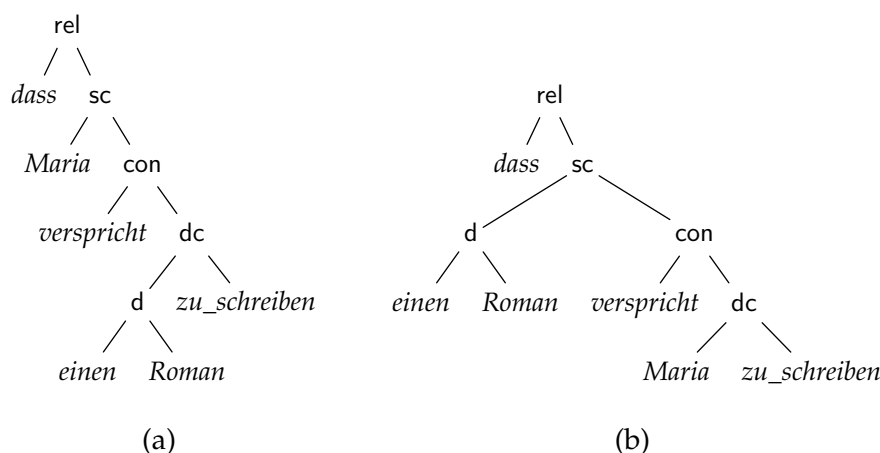 rel
dass sc
rel
Maria con
dass sc
verspricht dc
d con
d zu_schreiben
einen Roman verspricht dc
einen Roman
Maria zu_schreiben
(a) (b)